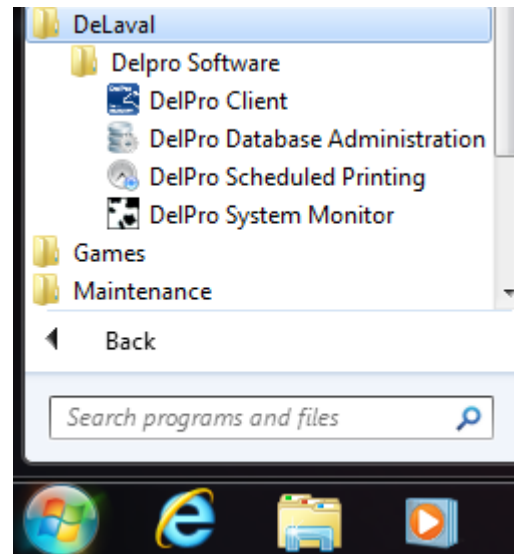 DeLaval
Delpro Software
DelPro Client
DelPro Database Administration
DelPro Scheduled Printing
DelPro System Monitor
Games
Maintenance
Back
Search programs and files